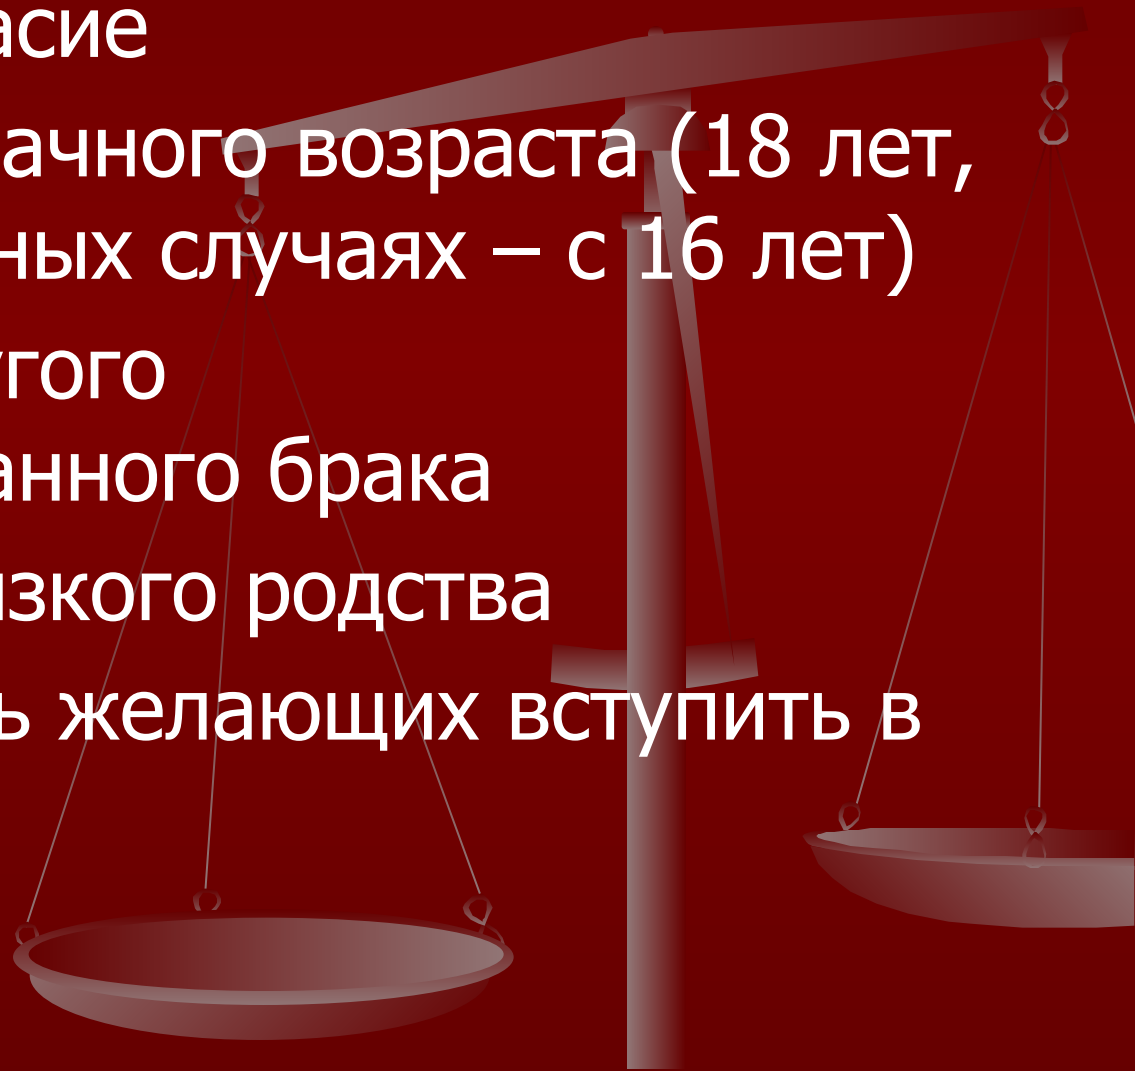 асие
ачного возраста (18 лет,
ных случаях – с 16 лет)
угого
анного брака
изкого родства
ь желающих вступить в